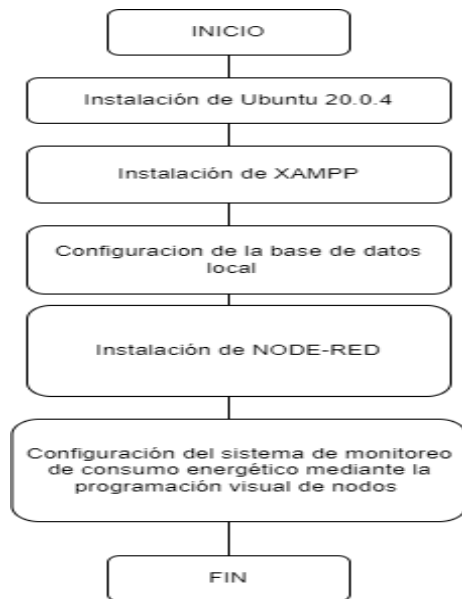 INICIO
Instalación de Ubuntu 20.0.4
Instalación de XAMPP
Configuracion de la base de datos
local
Instalación de NODE-RED
Configuración del sistema de monitoreo
de consumo energético mediante la
programación visual de nodos
FIN